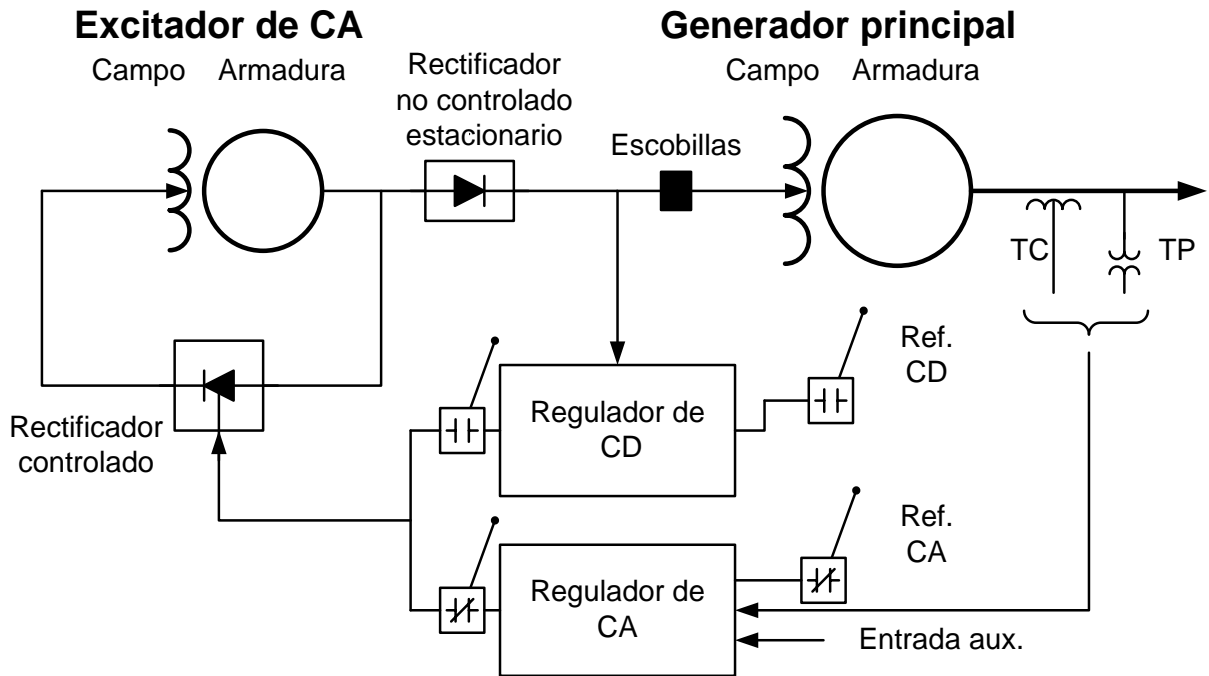 Excitador de CA
Generador principal
Campo
Armadura
Rectificador
no controlado
estacionario
Escobillas
Campo
Armadura
TC
TP
Rectificador
controlado
Regulador de
CD
Ref.
CD
Regulador de
CA
Ref.
CA
Entrada aux.